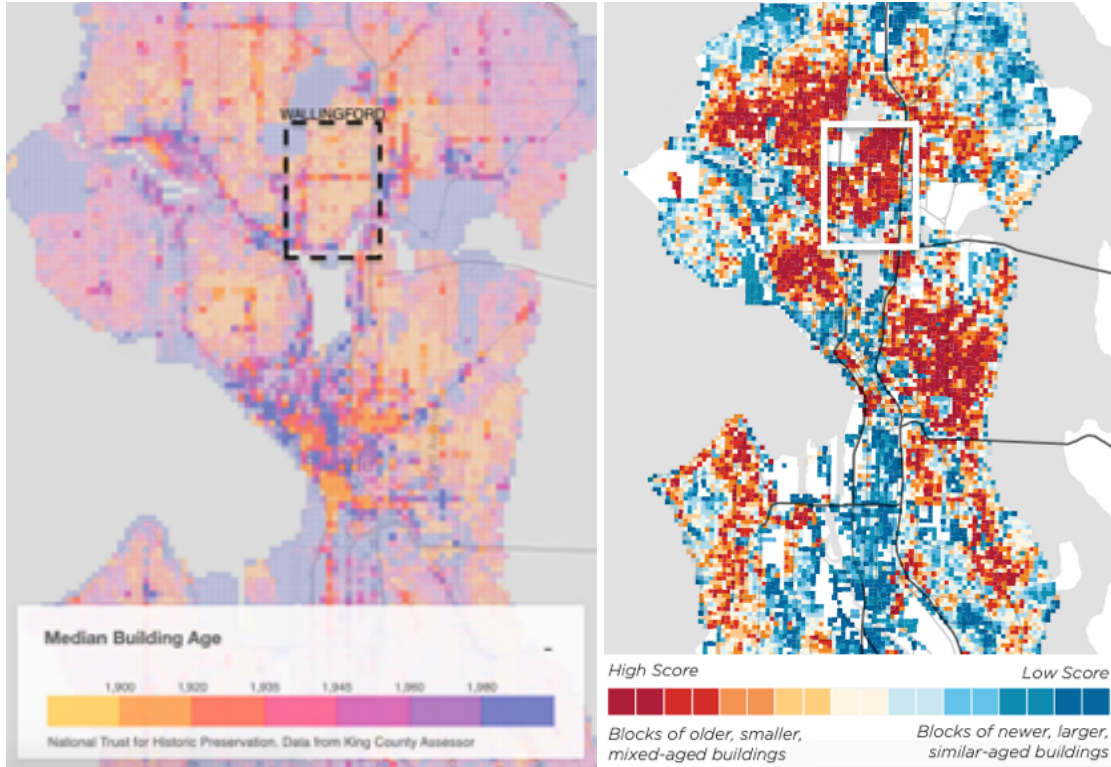 WALLINGFORD
Median Building Age
-
1,900 1,920 1,935 1,945 1,960 1,980
National Trust for Historic Preservation. Data from King County Assessor
High Score
Low Score
Blocks of older, smaller,
mixed-aged buildings
Blocks of newer, larger,
similar-aged buildings